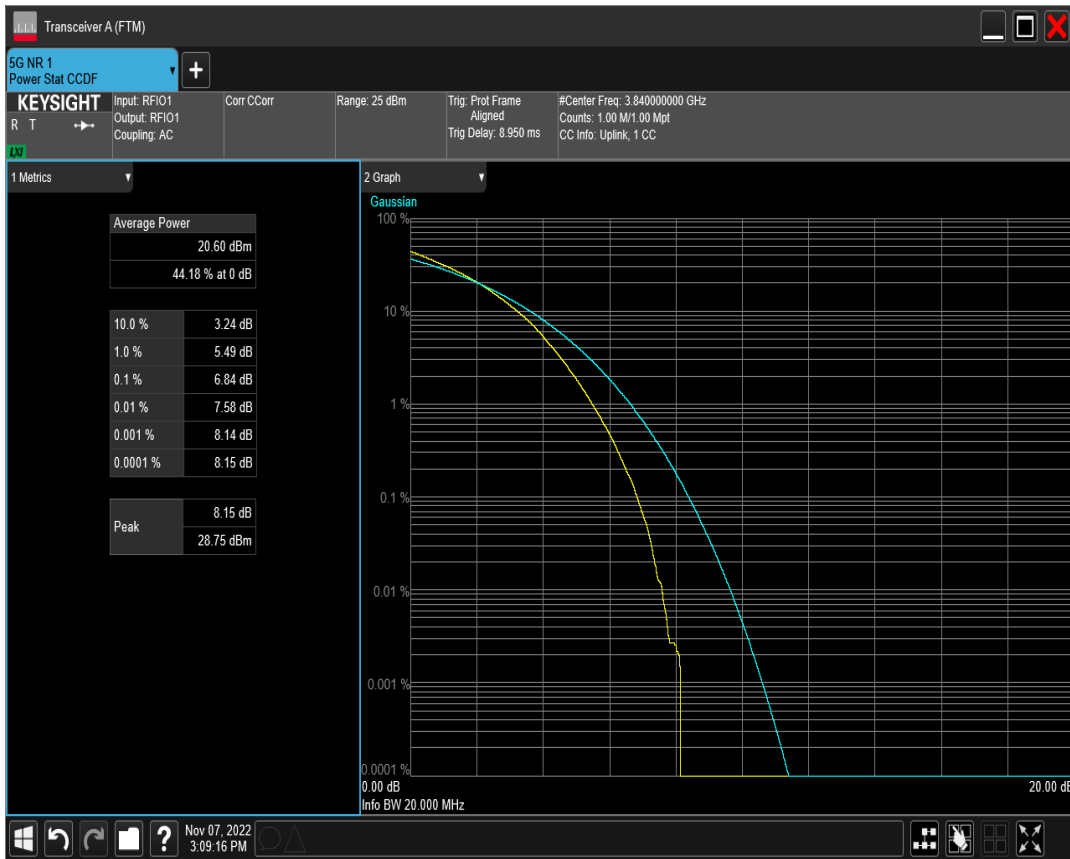 Transceiver A (FTM)
5G NR 1
Power Stat CCDF
+
KEYSIGHT
R T
LXI
Input: RFIO1
Output: RFIO1
Coupling: AC
Corr CCorr
Range: 25 dBm
Trig: Prot Frame
Aligned
Trig Delay: 8.950 ms
#Center Freq: 3.840000000 GHz
Counts: 1.00 M/1.00 Mpt
CC Info: Uplink, 1 CC
1 Metrics
Average Power
20.60 dBm
44.18 % at 0 dB
10.0 % 3.24 dB
1.0 % 5.49 dB
0.1 % 6.84 dB
0.01 % 7.58 dB
0.001 % 8.14 dB
0.0001 % 8.15 dB
Peak
8.15 dB
28.75 dBm
2 Graph
Gaussian
100 %
10 %
1 %
0.1 %
0.01 %
0.001 %
0.0001 %
0.00 dB
20.00 dB
Info BW 20.000 MHz
?
Nov 07, 2022
3:09:16 PM